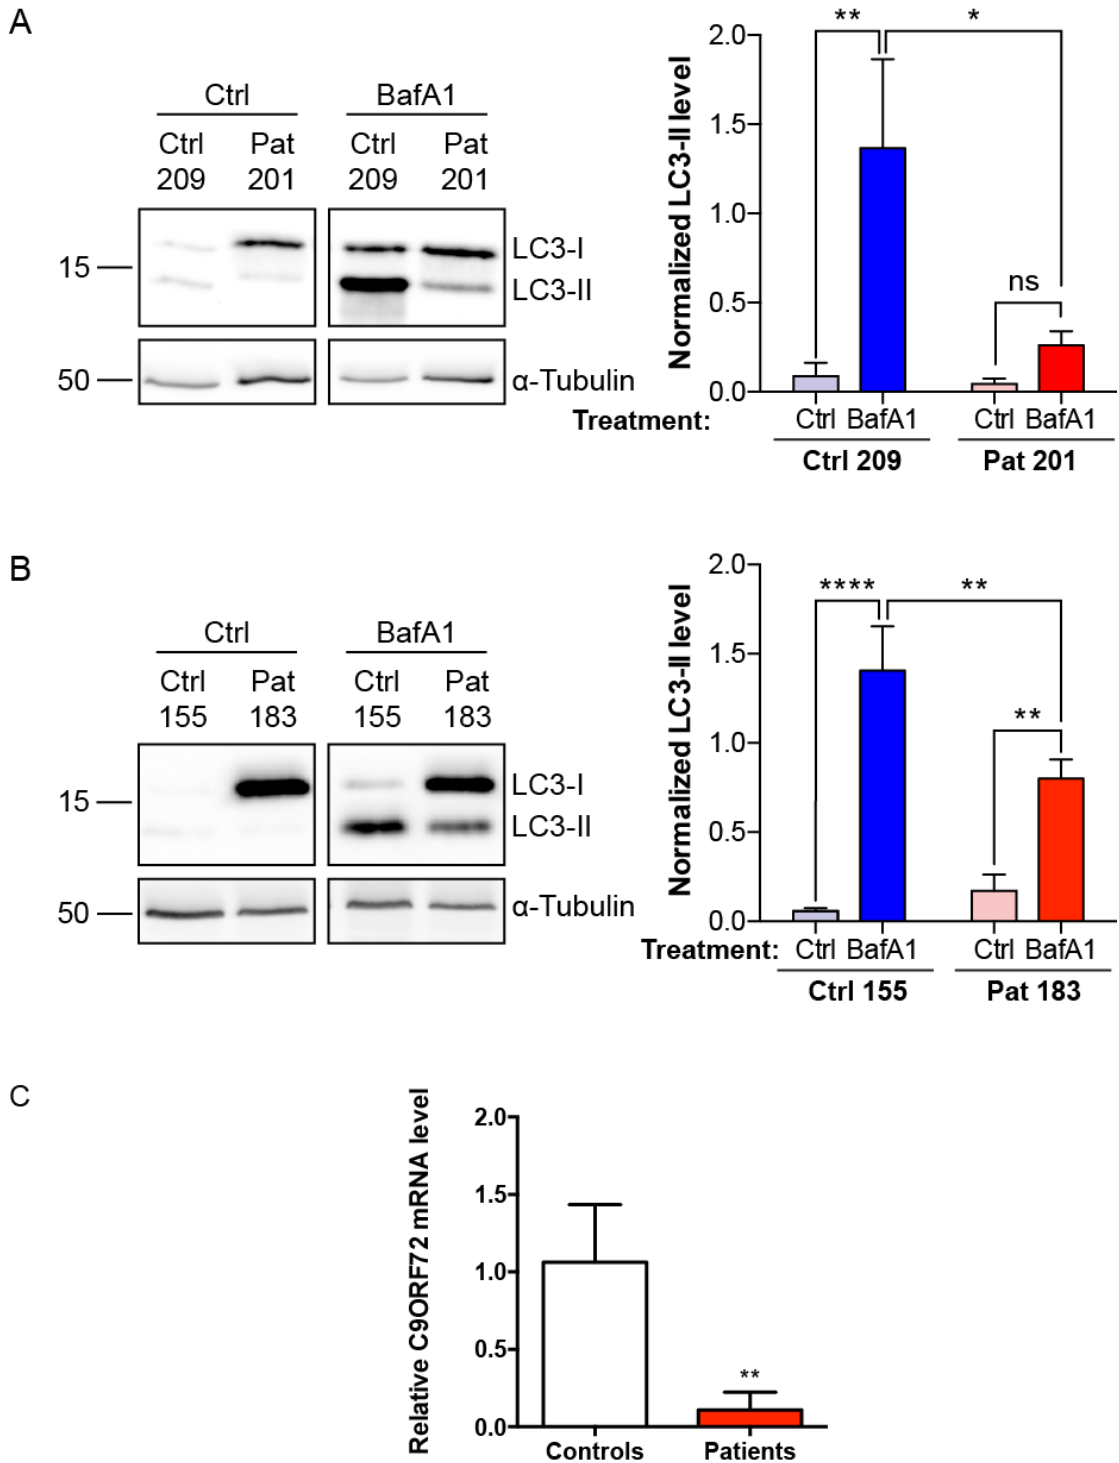 A
Ctrl BafA1
Ctrl Pat Ctrl Pat
209 201 209 201
15
LC3-I
LC3-II
50
α-Tubulin
Normalized LC3-II level
2.0
1.5
1.0
0.5
0.0
** *
ns
Treatment: Ctrl BafA1 Ctrl BafA1
Ctrl 209 Pat 201
B
Ctrl BafA1
Ctrl Pat Ctrl Pat
155 183 155 183
15
LC3-I
LC3-II
50
α-Tubulin
Normalized LC3-II level
2.0
1.5
1.0
0.5
0.0
**** **
**
Treatment: Ctrl BafA1 Ctrl BafA1
Ctrl 155 Pat 183
C
Relative C9ORF72 mRNA level
2.0
1.5
1.0
0.5
0.0
**
Controls Patients